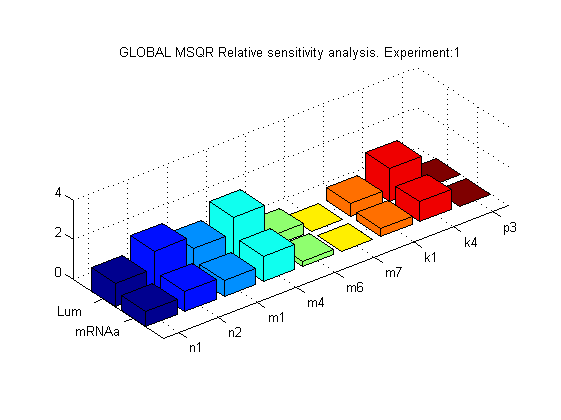 GLOBAL MSQR Relative sensitivity analysis. Experiment:1
4
2
0
Lum
mRNAa
n1
n2
m1
m4
m6
m7
k1
k4
p3